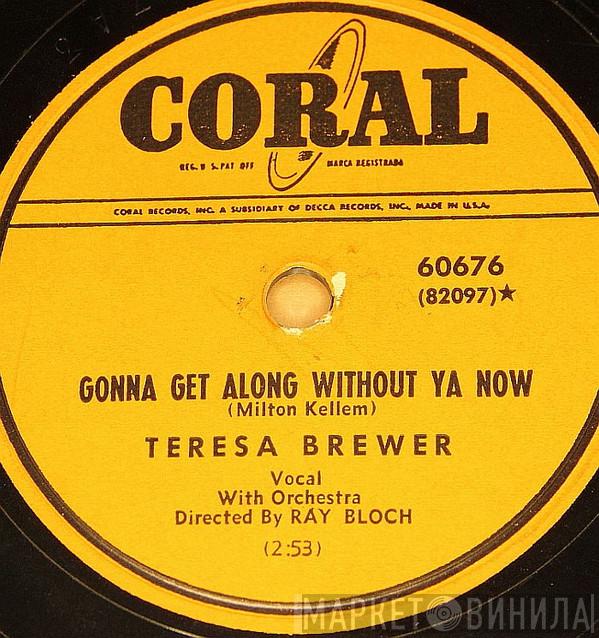 CORAL
REG. U S. PAT OFF MARCA REGISTRADA
CORAL RECORDS, INC. A SUBSIDIARY OF DECCA RECORDS, INC., MADE IN U.S.A.
60676
(82097)★
GONNA GET ALONG WITHOUT YA NOW
(Milton Kellem)
TERESA BREWER
Vocal
With Orchestra
Directed By RAY BLOCH
(2:53)
МАРКЕТ ВИНИЛА